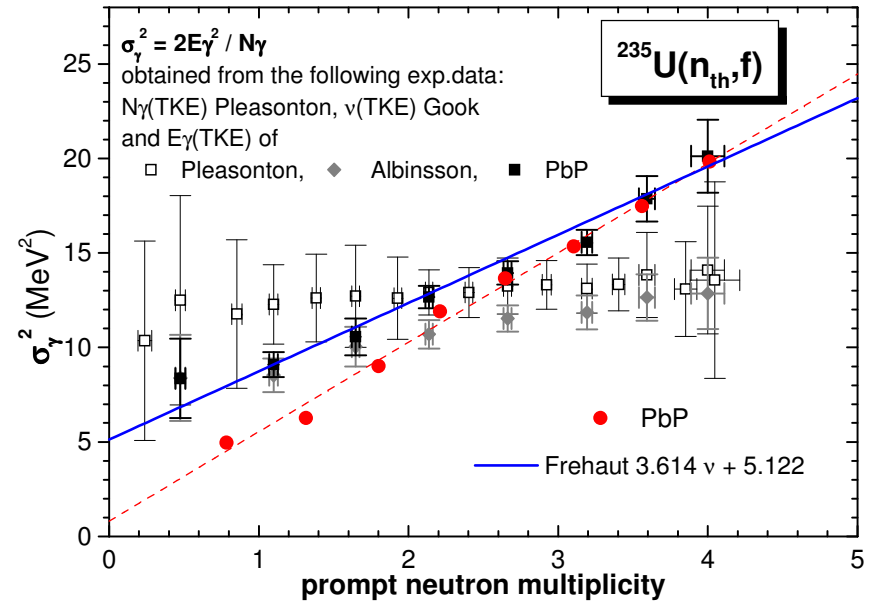 σγ² = 2Eγ² / Nγ
obtained from the following exp.data:
Nγ(TKE) Pleasonton, ν(TKE) Gook
and Eγ(TKE) of
Pleasonton, Albinsson, PbP
²³⁵U(nth,f)
25
20
15
10
5
0
σγ² (MeV²)
PbP
Frehaut 3.614 ν + 5.122
0 1 2 3 4 5
prompt neutron multiplicity